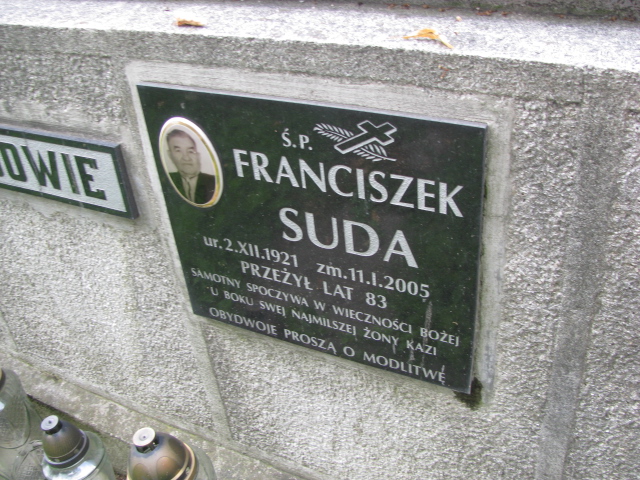 OWIE
Ś.P.
FRANCISZEK
SUDA
ur.2.XII.1921 zm.11.I.2005
PRZEŻYŁ LAT 83
SAMOTNY SPOCZYWA W WIECZNOŚCI BOŻEJ
U BOKU SWEJ NAJMILSZEJ ŻONY KAZI
OBYDWOJE PROSZĄ O MODLITWĘ